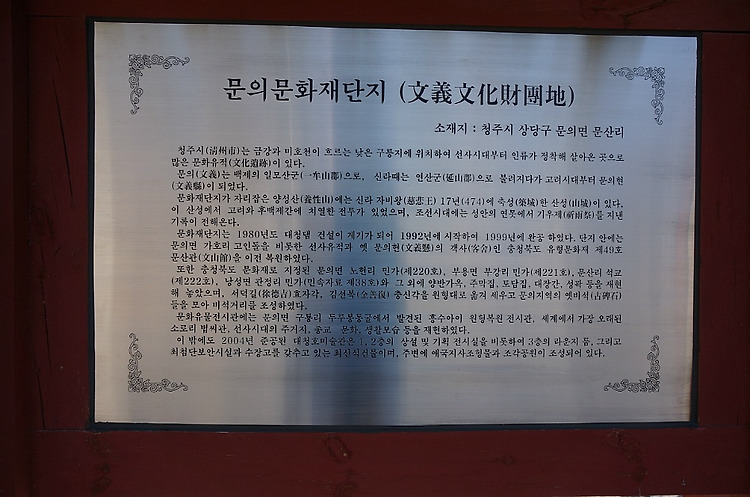 문의문화재단지 (文義文化財團地)
소재지 : 청주시 상당구 문의면 문산리
청주시(淸州市)는 금강과 미호천이 흐르는 낮은 구릉지에 위치하여 선사시대부터 인류가 정착해 살아온 곳으로
많은 문화유적(文化遺跡)이 있다.
문의(文義)는 백제의 일모산군(一牟山郡)으로, 신라때는 연산군(延山郡)으로 불리지다가 고려시대부터 문의현
(文義縣)이 되었다.
문화재단지가 자리잡은 양성산(養性山)에는 신라 자비왕(慈悲王) 17년(474)에 축성(築城)한 산성(山城)이 있다.
이 산성에서 고려와 후백제간에 치열한 전투가 있었으며, 조선시대에는 성안의 연못에서 기우제(祈雨祭)를 지낸
기록이 전해온다.
문화재단지는 1980년도 대청댐 건설이 계기가 되어 1992년에 시작하여 1999년에 완공 하였다. 단지 안에는
문의면 가호리 고인돌을 비롯한 선사유적과 옛 문의현(文義懸)의 객사(客舍)인 충청북도 유형문화재 제49호
문산관(文山館)을 이전 복원하였다.
또한 충청북도 문화재로 지정된 문의면 노현리 민가(제220호), 부용면 부강리 민가(제221호), 문산리 석교
(제222호), 낭성면 관정리 민가(민속자료 제38호)와 그 외에 양반가옥, 주막집, 토담집, 대장간, 성곽 등을 재현
해 놓았으며, 서덕길(徐德吉)효자각, 김선복(金善復) 충신각을 원형대로 옮겨 세우고 문의지역의 옛비석(古碑石)
들을 모아 비석거리를 조성하였다.
문화유물전시관에는 문의면 구룡리 두루봉동굴에서 발견된 흥수아이 원형복원 전시관, 세계에서 가장 오래된
소로리 볍씨관, 선사시대의 주거지, 종교 문화, 생활모습 등을 재현하였다.
이 밖에도 2004년 준공된 대청호미술관은 1, 2층의 상설 및 기획 전시실을 비롯하여 3층의 라운지 돔, 그리고
최첨단보안시설과 수장고를 갖추고 있는 최신식건물이며, 주변에 애국지사조형물과 조각공원이 조성되어 있다.